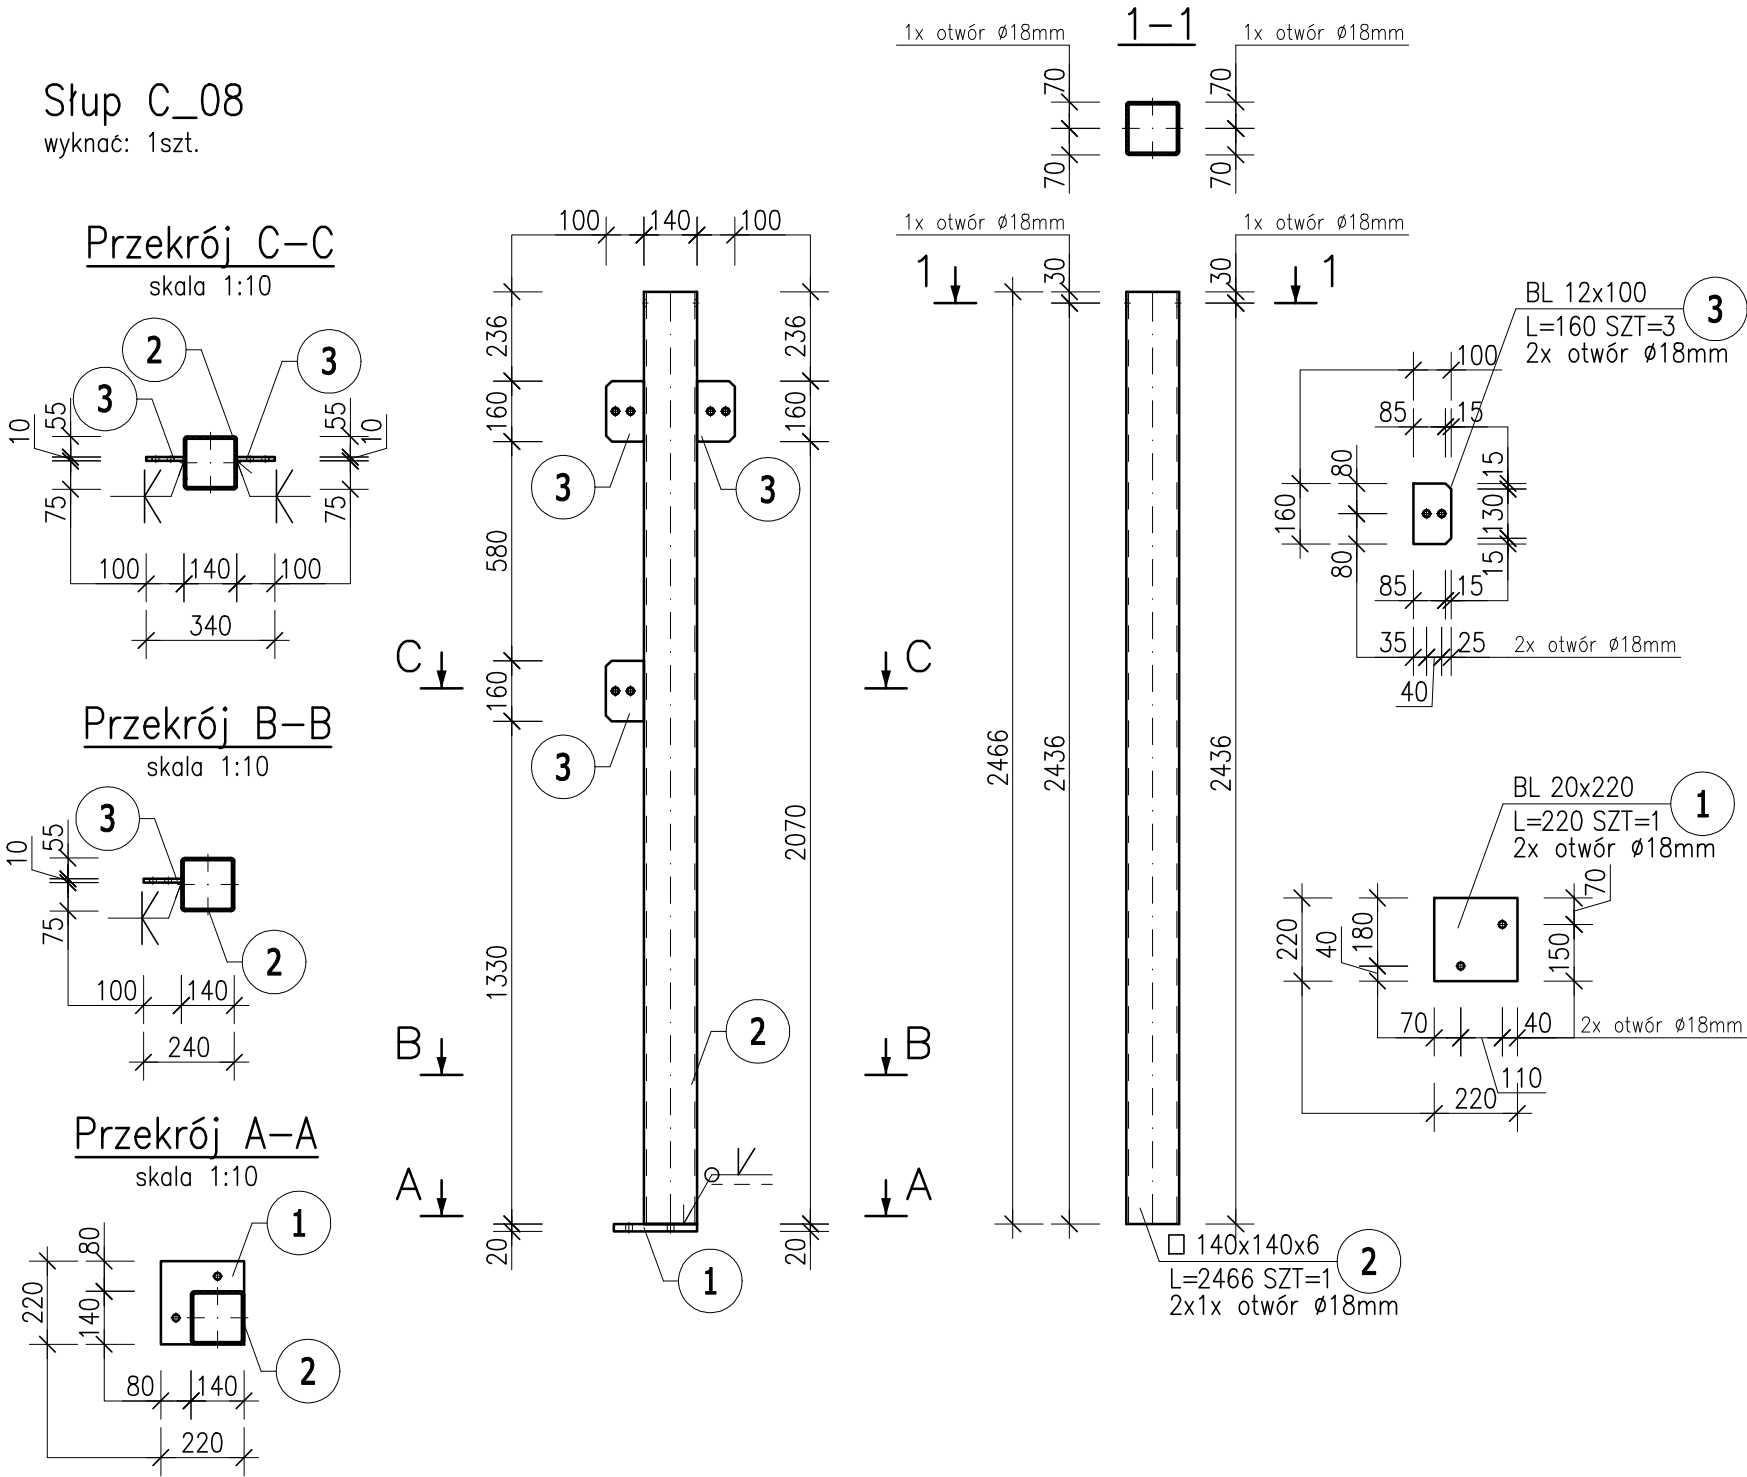 Słup C_08
wyknać: 1szt.
Przekrój C-C
skala 1:10
2
3
3
10
55
75
55
10
75
K
K
100
140
100
340
Przekrój B-B
skala 1:10
3
10
55
75
K
2
100
140
240
Przekrój A-A
skala 1:10
1
80
140
220
2
80
140
220
100
140
100
236
160
580
160
1330
20
236
160
2070
20
3
3
3
2
1
C
C
B
B
A
A
1x otwór Ø18mm
1-1
1x otwór Ø18mm
70
70
70
70
1x otwór Ø18mm
1x otwór Ø18mm
1
30
30
1
2466
2436
2436
□ 140x140x6
L=2466 SZT=1
2x1x otwór Ø18mm
2
BL 12x100
L=160 SZT=3
2x otwór Ø18mm
3
100
85
15
80
160
80
15
130
15
85
15
35
25
2x otwór Ø18mm
40
BL 20x220
L=220 SZT=1
2x otwór Ø18mm
1
70
220
40
180
150
70
40
2x otwór Ø18mm
110
220